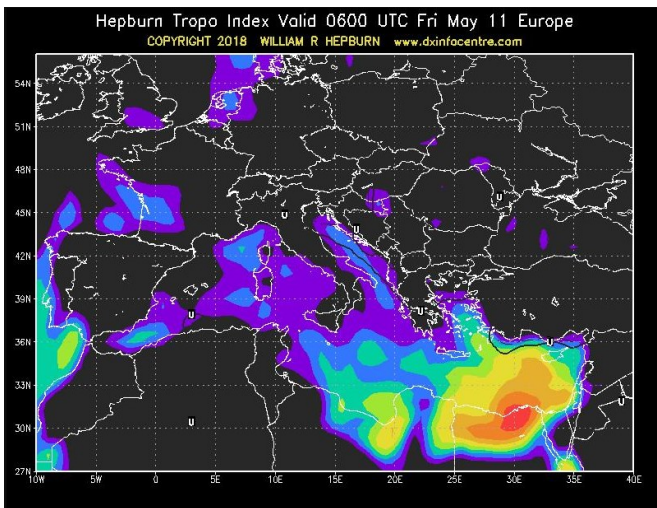 Hepburn Tropo Index Valid 0600 UTC Fri May 11 Europe
COPYRIGHT 2018 WILLIAM R HEPBURN www.dxinfocentre.com
54N
51N
48N
U
45N
U
U
42N
39N
U
U
36N
U
33N
U
30N
U
27N
10W 5W 0 5E 10E 15E 20E 25E 30E 35E 40E